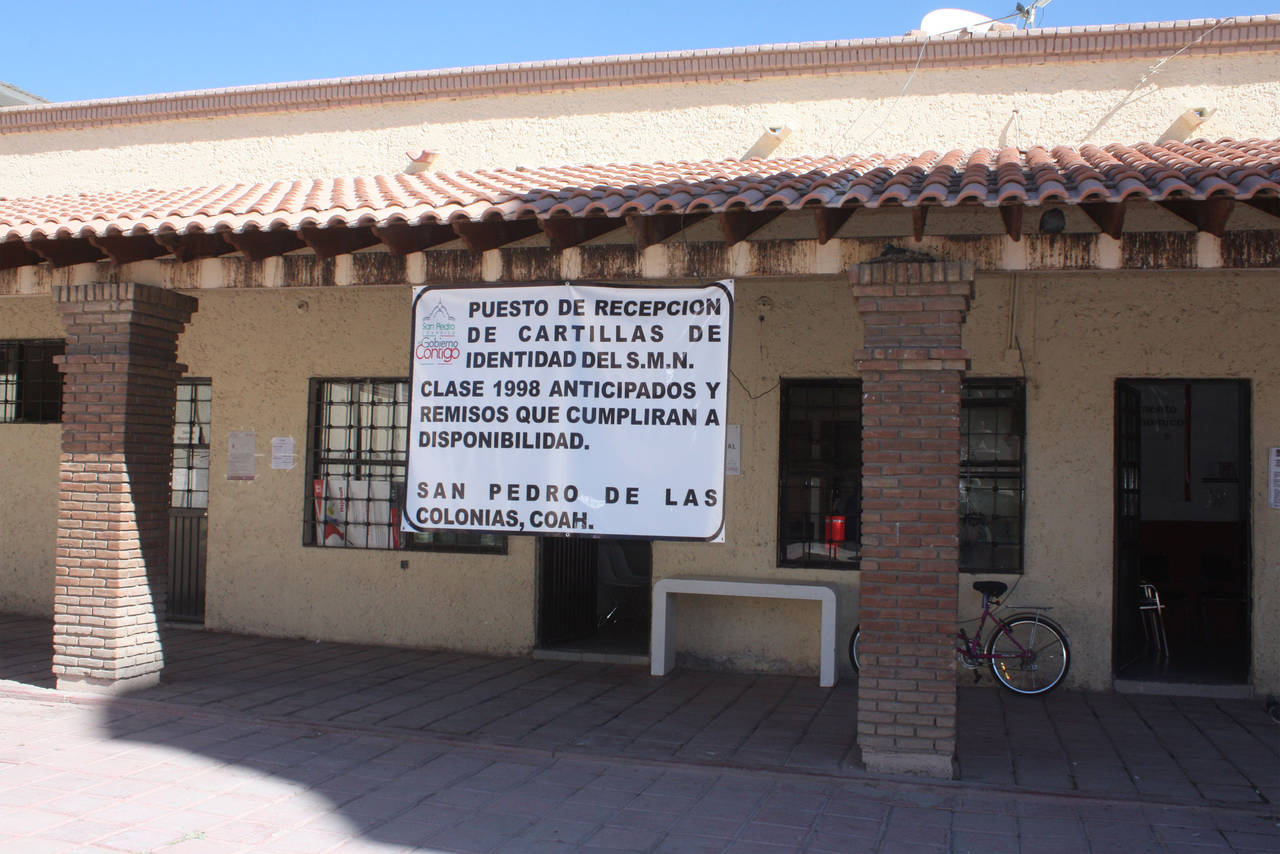 PUESTO DE RECEPCION
DE CARTILLAS DE
IDENTIDAD DEL S.M.N.
San Pedro
Gobierno
Contigo
CLASE 1998 ANTICIPADOS Y
REMISOS QUE CUMPLIRAN A
DISPONIBILIDAD.
SAN PEDRO DE LAS
COLONIAS, COAH.